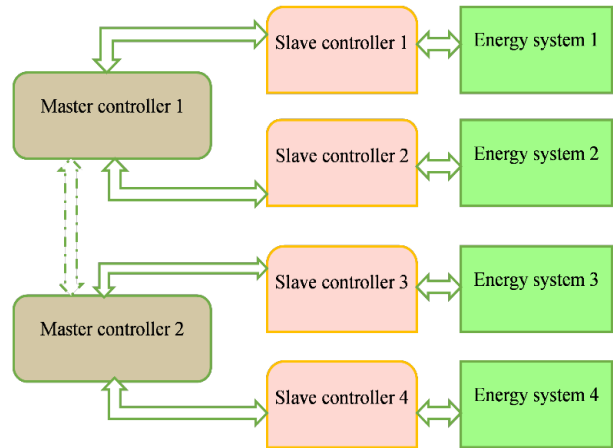 Slave controller 1
Energy system 1
Master controller 1
Slave controller 2
Energy system 2
Slave controller 3
Energy system 3
Master controller 2
Slave controller 4
Energy system 4